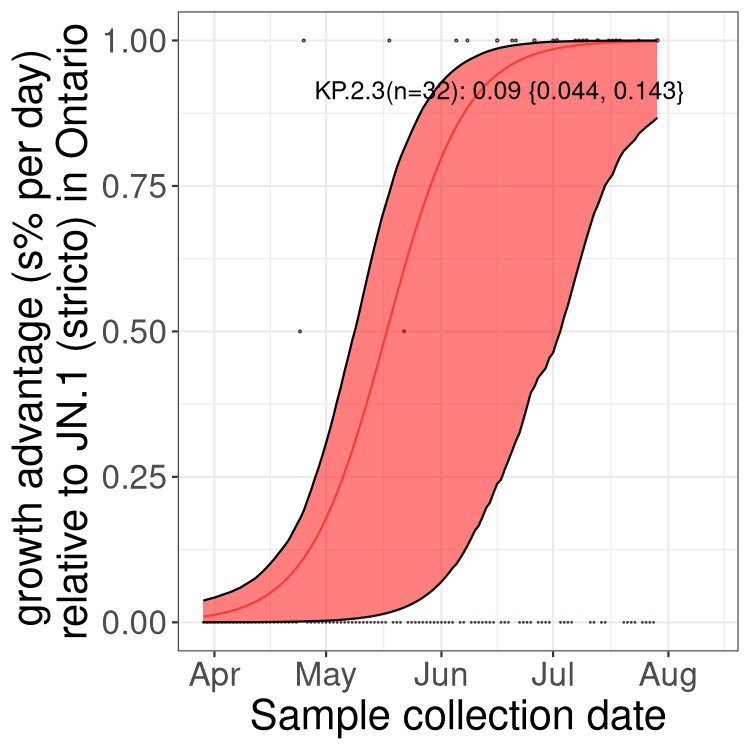 growth advantage (s% per day)
relative to JN.1 (stricto) in Ontario
1.00
0.75
0.50
0.25
0.00
KP.2.3(n=32): 0.09 {0.044, 0.143}
Apr May Jun Jul Aug
Sample collection date